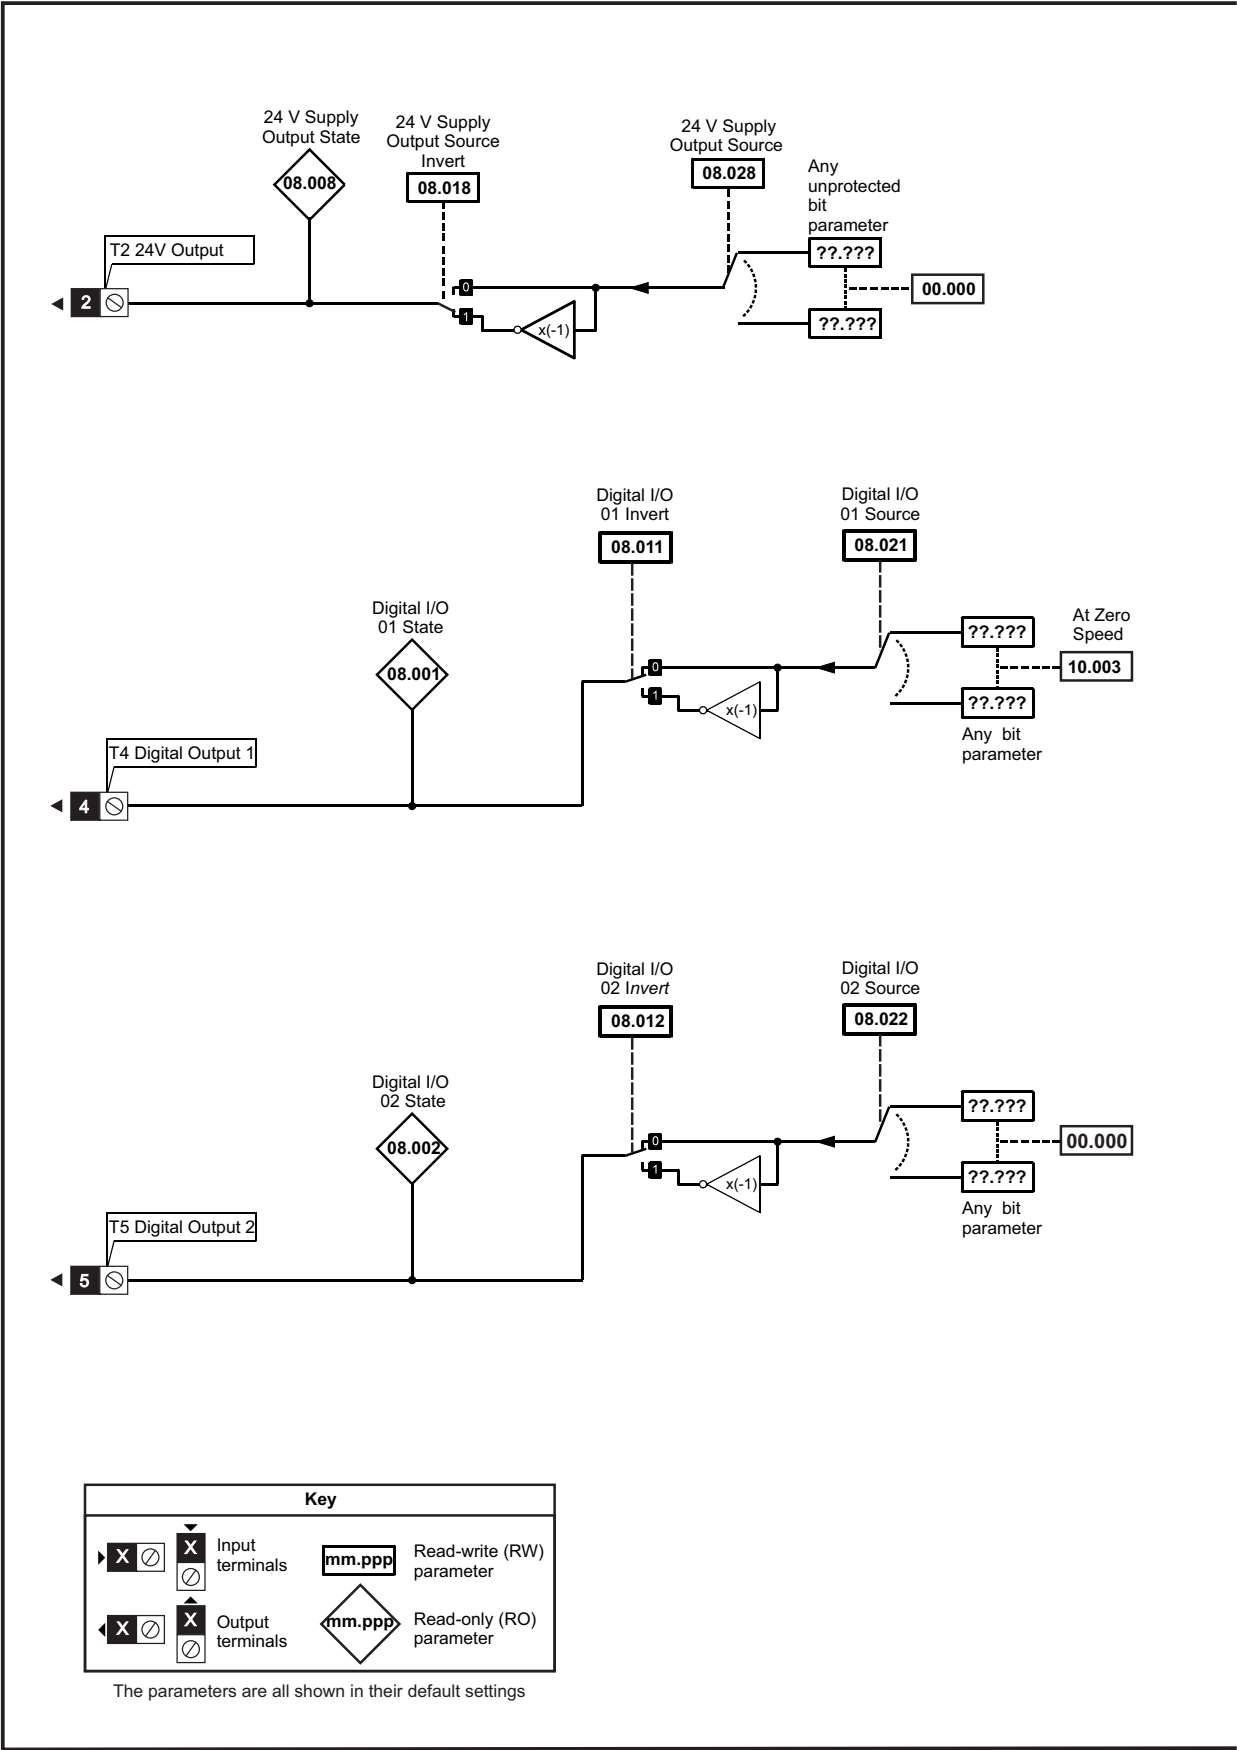 24 V Supply
Output State
08.008
24 V Supply
Output Source
Invert
08.018
24 V Supply
Output Source
08.028
Any
unprotected
bit
parameter
??.???
00.000
??.???
T2 24V Output
2
0
1
x(-1)
Digital I/O
01 Invert
08.011
Digital I/O
01 Source
08.021
Digital I/O
01 State
08.001
0
1
x(-1)
??.???
??.???
Any bit
parameter
At Zero
Speed
10.003
T4 Digital Output 1
4
Digital I/O
02 Invert
08.012
Digital I/O
02 Source
08.022
Digital I/O
02 State
08.002
0
1
x(-1)
??.???
00.000
??.???
Any bit
parameter
T5 Digital Output 2
5
Key
X
X
Input
terminals
mm.ppp
Read-write (RW)
parameter
X
X
Output
terminals
mm.ppp
Read-only (RO)
parameter
The parameters are all shown in their default settings